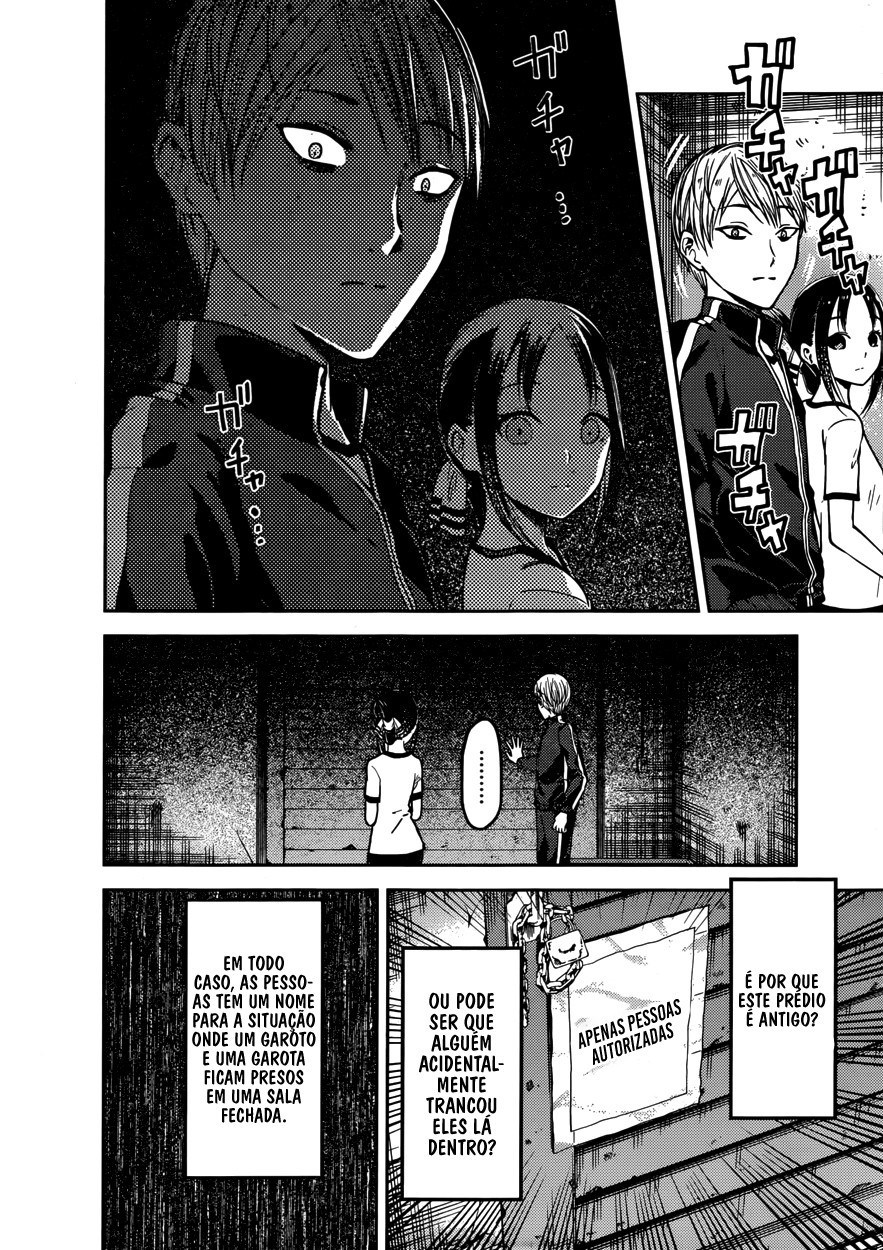 ガチャ
ガチャ
ガチャ
ガチャ…
ガチャ…
………
É POR QUE
ESTE PRÉDIO
É ANTIGO?
APENAS PESSOAS
AUTORIZADAS
OU PODE
SER QUE
ALGUÉM
ACIDENTAL-
MENTE
TRANCOU
ELES LÁ
DENTRO?
EM TODO
CASO, AS PESSO-
AS TEM UM NOME
PARA A SITUAÇÃO
ONDE UM GAROTO
E UMA GAROTA
FICAM PRESOS
EM UMA SALA
FECHADA.